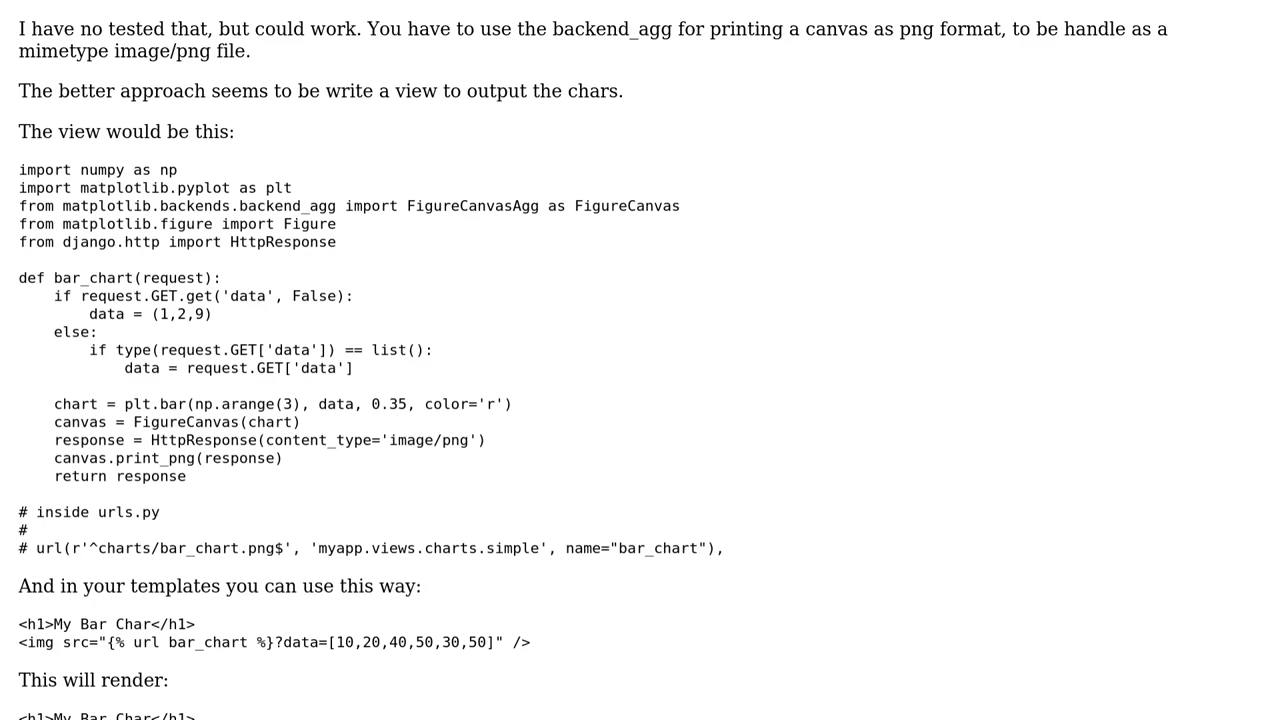 I have no tested that, but could work. You have to use the backend_agg for printing a canvas as png format, to be handle as a
mimetype image/png file.
The better approach seems to be write a view to output the chars.
The view would be this:
import numpy as np
import matplotlib.pyplot as plt
from matplotlib.backends.backend_agg import FigureCanvasAgg as FigureCanvas
from matplotlib.figure import Figure
from django.http import HttpResponse
def bar_chart(request):
    if request.GET.get('data', False):
        data = (1,2,9)
    else:
        if type(request.GET['data']) == list():
            data = request.GET['data']
    chart = plt.bar(np.arange(3), data, 0.35, color='r')
    canvas = FigureCanvas(chart)
    response = HttpResponse(content_type='image/png')
    canvas.print_png(response)
    return response
# inside urls.py
#
# url(r'^charts/bar_chart.png$', 'myapp.views.charts.simple', name="bar_chart"),
And in your templates you can use this way:
<h1>My Bar Char</h1>
<img src="{% url bar_chart %}?data=[10,20,40,50,30,50]" />
This will render:
<h1>My Bar Char</h1>